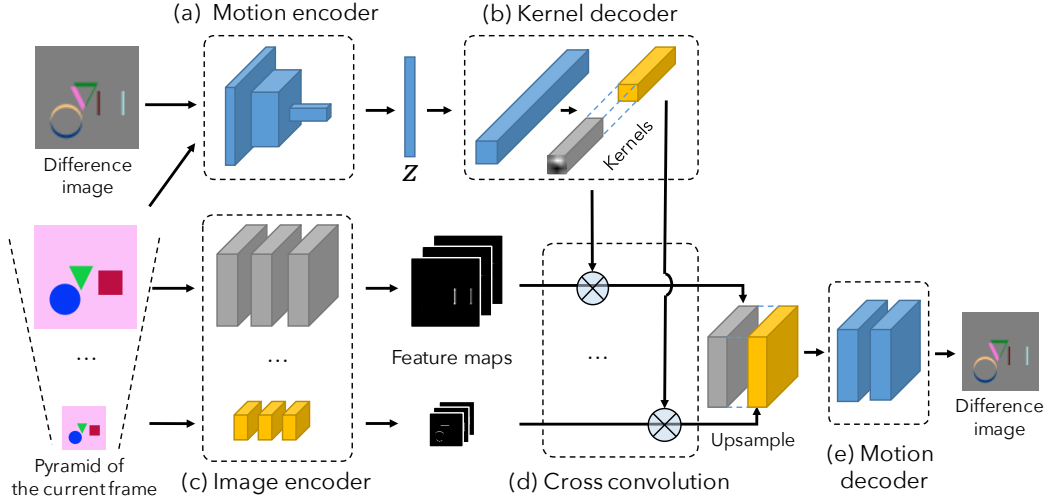 (a) Motion encoder
(b) Kernel decoder
Difference
image
z
Kernels
...
...
Feature maps
...
Pyramid of
the current frame
(c) Image encoder
(d) Cross convolution
Upsample
(e) Motion
decoder
Difference
image